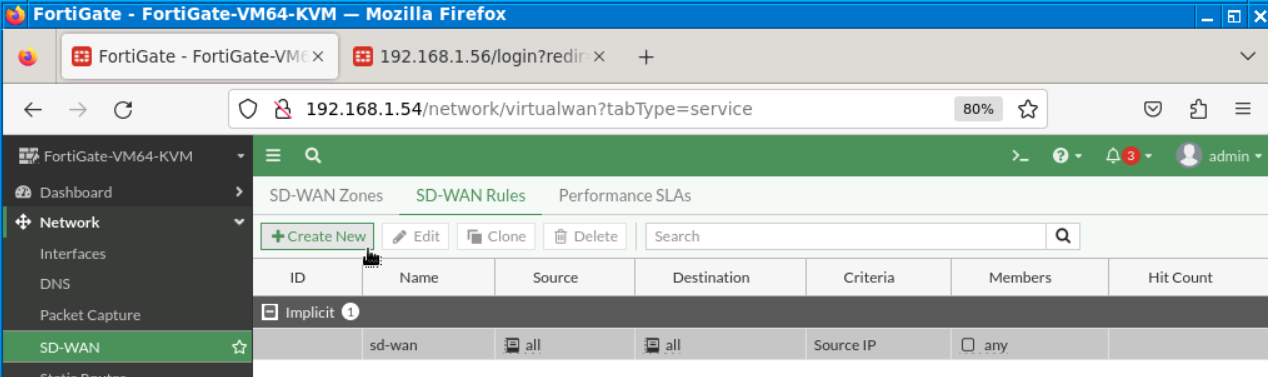 FortiGate - FortiGate-VM64-KVM — Mozilla Firefox
FortiGate - FortiGate-VM6
192.168.1.56/login?redir
192.168.1.54/network/virtualwan?tabType=service
80%
FortiGate-VM64-KVM
>_
3
admin
Dashboard
SD-WAN Zones
SD-WAN Rules
Performance SLAs
Network
Create New
Edit
Clone
Delete
Search
Interfaces
DNS
ID
Name
Source
Destination
Criteria
Members
Hit Count
Packet Capture
Implicit 1
SD-WAN
sd-wan
all
all
Source IP
any
Static Routes